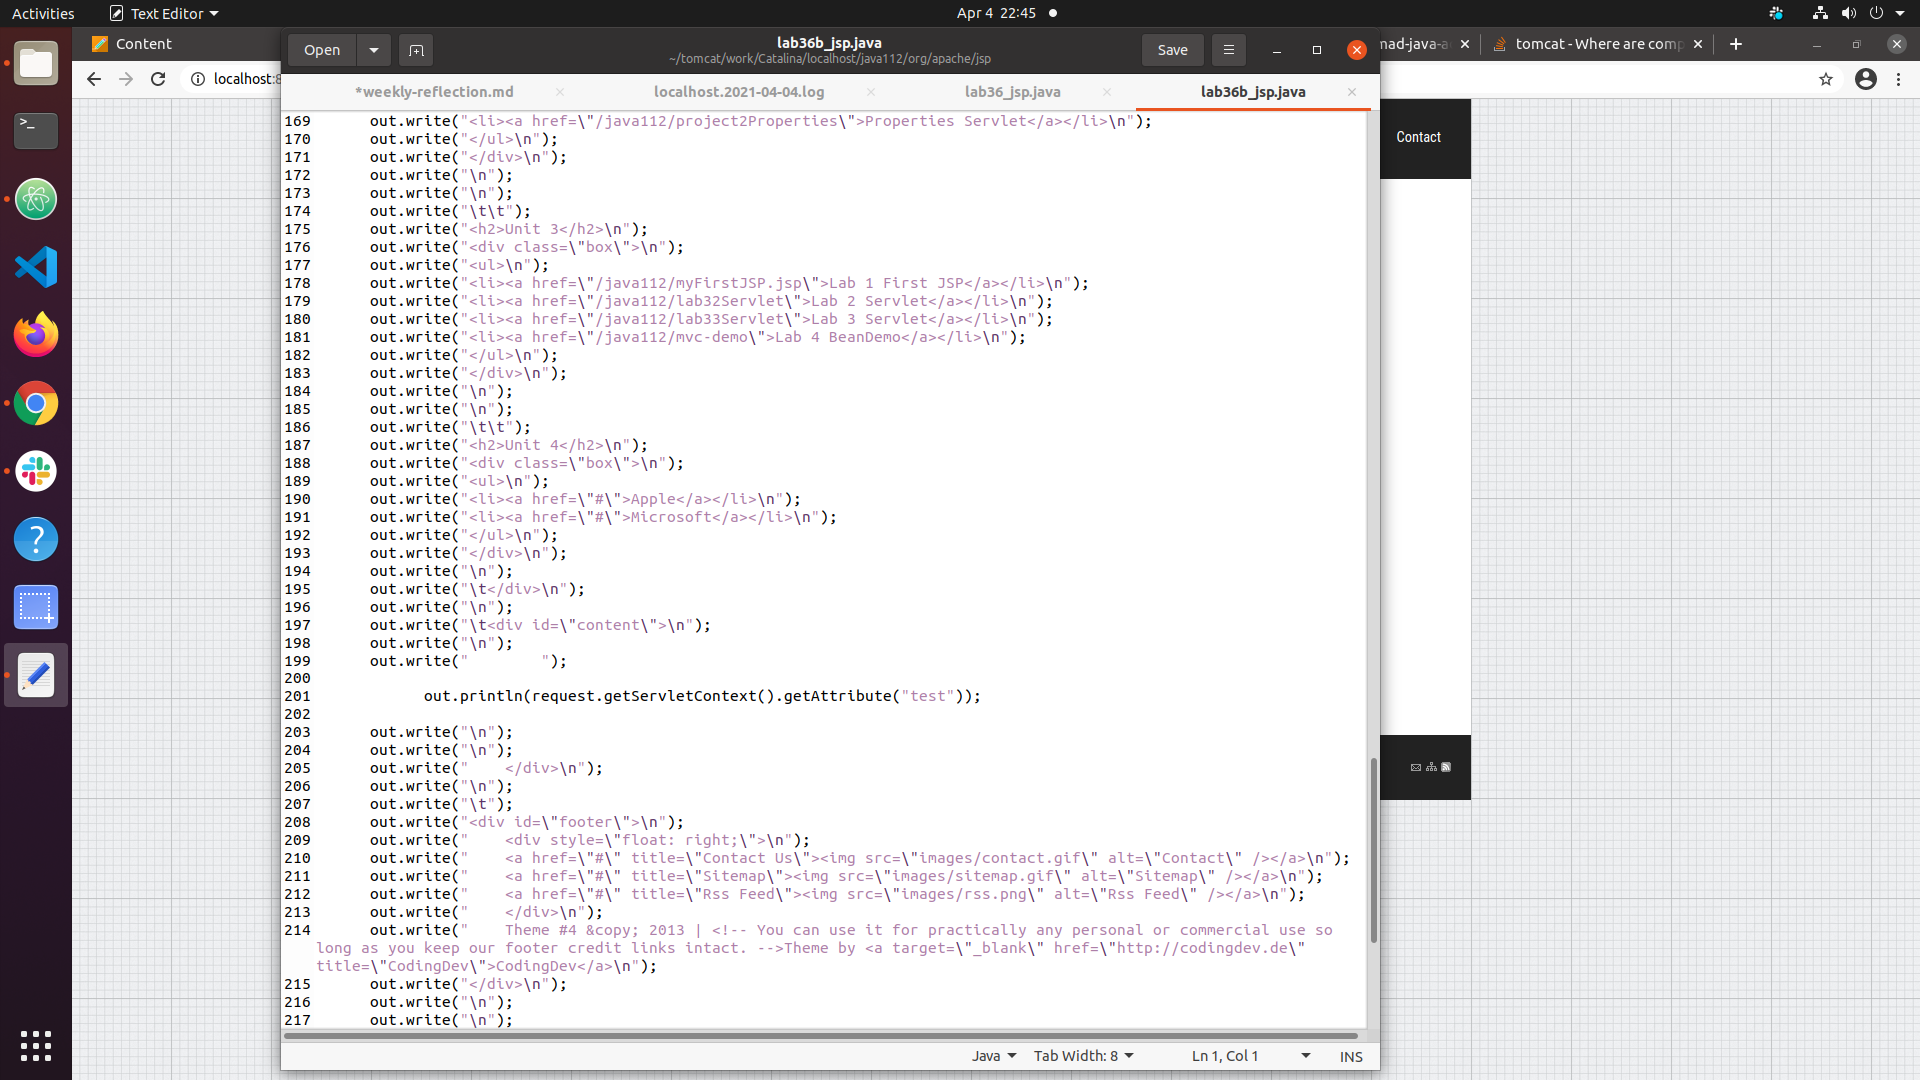 Activities
Text Editor
Apr 4 22:45
Content
localhost:8
mad-java-a
tomcat - Where are comp
Open
lab36b_jsp.java
~/tomcat/work/Catalina/localhost/java112/org/apache/jsp
Save
*weekly-reflection.md
localhost.2021-04-04.log
lab36_jsp.java
lab36b_jsp.java
Contact
169 out.write("<li><a href=\"/java112/project2Properties\">Properties Servlet</a></li>\n");
170 out.write("</ul>\n");
171 out.write("</div>\n");
172 out.write("\n");
173 out.write("\n");
174 out.write("\t\t");
175 out.write("<h2>Unit 3</h2>\n");
176 out.write("<div class=\"box\">\n");
177 out.write("<ul>\n");
178 out.write("<li><a href=\"/java112/myFirstJSP.jsp\">Lab 1 First JSP</a></li>\n");
179 out.write("<li><a href=\"/java112/lab32Servlet\">Lab 2 Servlet</a></li>\n");
180 out.write("<li><a href=\"/java112/lab33Servlet\">Lab 3 Servlet</a></li>\n");
181 out.write("<li><a href=\"/java112/mvc-demo\">Lab 4 BeanDemo</a></li>\n");
182 out.write("</ul>\n");
183 out.write("</div>\n");
184 out.write("\n");
185 out.write("\n");
186 out.write("\t\t");
187 out.write("<h2>Unit 4</h2>\n");
188 out.write("<div class=\"box\">\n");
189 out.write("<ul>\n");
190 out.write("<li><a href=\"#\">Apple</a></li>\n");
191 out.write("<li><a href=\"#\">Microsoft</a></li>\n");
192 out.write("</ul>\n");
193 out.write("</div>\n");
194 out.write("\n");
195 out.write("\t</div>\n");
196 out.write("\n");
197 out.write("\t<div id=\"content\">\n");
198 out.write("\n");
199 out.write("        ");
200
201 out.println(request.getServletContext().getAttribute("test"));
202
203 out.write("\n");
204 out.write("\n");
205 out.write("    </div>\n");
206 out.write("\n");
207 out.write("\t");
208 out.write("<div id=\"footer\">\n");
209 out.write("    <div style=\"float: right;\">\n");
210 out.write("    <a href=\"#\" title=\"Contact Us\"><img src=\"images/contact.gif\" alt=\"Contact\" /></a>\n");
211 out.write("    <a href=\"#\" title=\"Sitemap\"><img src=\"images/sitemap.gif\" alt=\"Sitemap\" /></a>\n");
212 out.write("    <a href=\"#\" title=\"Rss Feed\"><img src=\"images/rss.png\" alt=\"Rss Feed\" /></a>\n");
213 out.write("    </div>\n");
214 out.write("    Theme #4 &copy; 2013 | <!-- You can use it for practically any personal or commercial use so
long as you keep our footer credit links intact. -->Theme by <a target=\"_blank\" href=\"http://codingdev.de\"
title=\"CodingDev\">CodingDev</a>\n");
215 out.write("</div>\n");
216 out.write("\n");
217 out.write("\n");
Java
Tab Width: 8
Ln 1, Col 1
INS